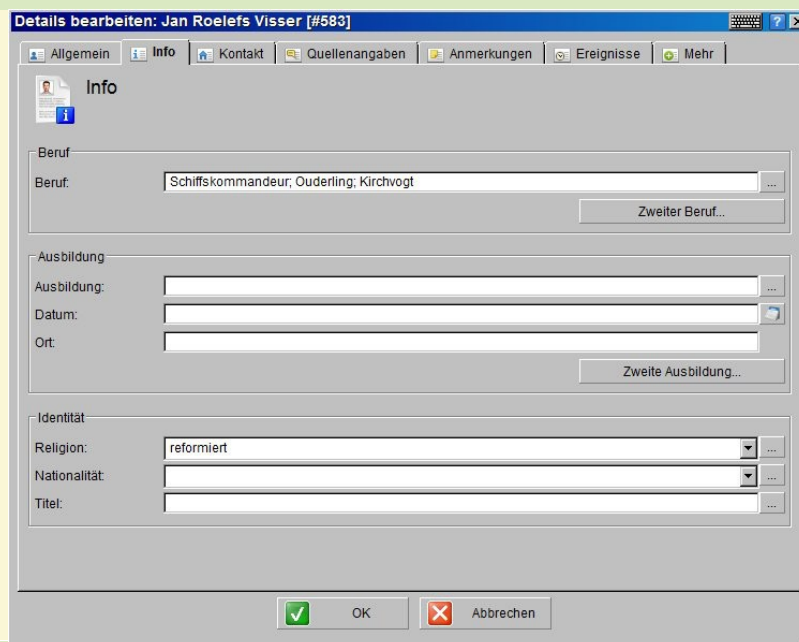 Details bearbeiten: Jan Roelefs Visser [#583]
?
Allgemein Info Kontakt Quellenangaben Anmerkungen Ereignisse Mehr
Info
Beruf
Beruf: Schiffskommandeur; Ouderling; Kirchvogt ...
Zweiter Beruf...
Ausbildung
Ausbildung: ...
Datum:
Ort:
Zweite Ausbildung...
Identität
Religion: reformiert ...
Nationalität: ...
Titel: ...
OK Abbrechen